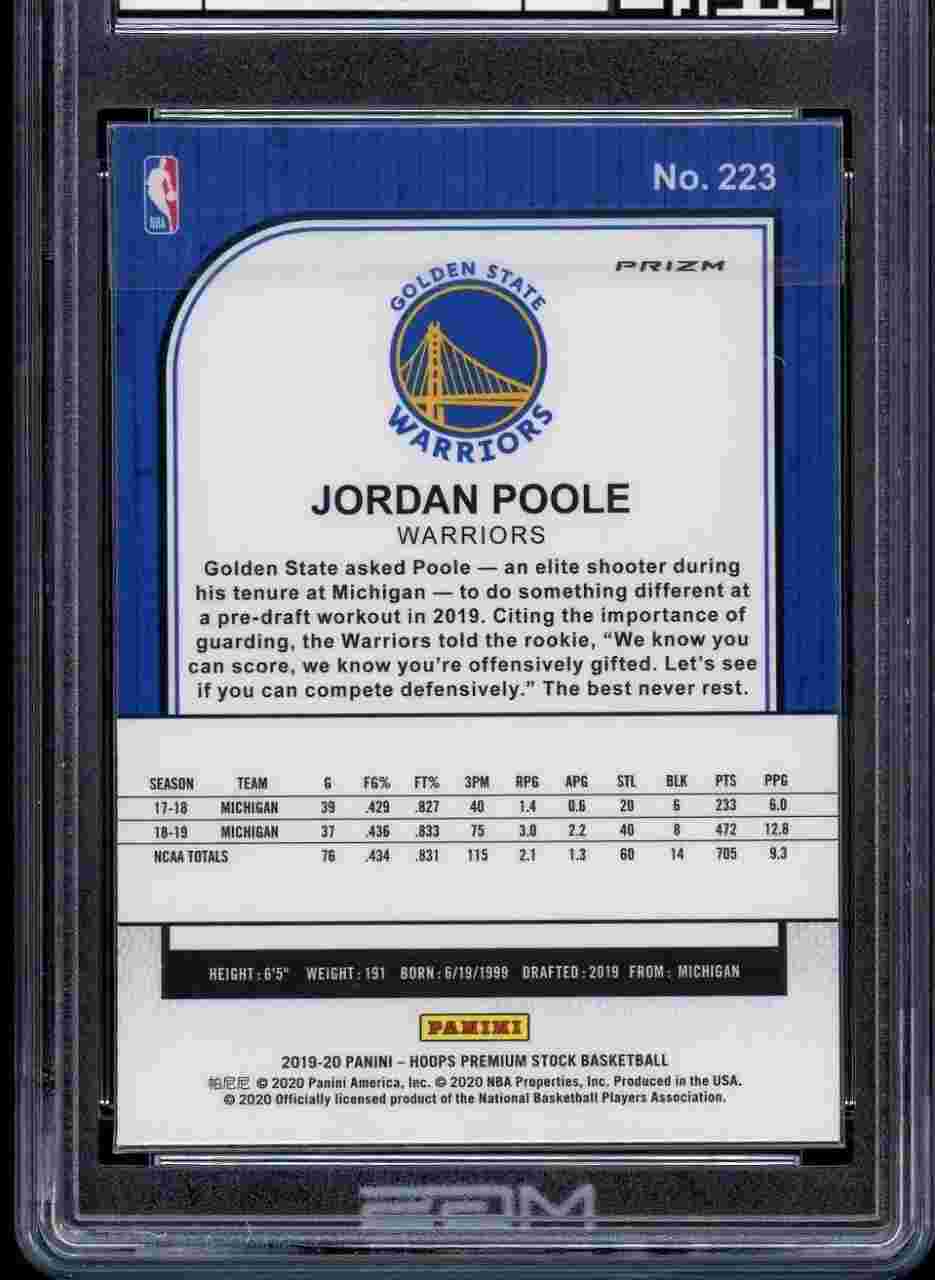 No. 223
NBA
PRIZM
GOLDEN STATE
WARRIORS
JORDAN POOLE
WARRIORS
Golden State asked Poole — an elite shooter during
his tenure at Michigan — to do something different at
a pre-draft workout in 2019. Citing the importance of
guarding, the Warriors told the rookie, “We know you
can score, we know you’re offensively gifted. Let’s see
if you can compete defensively.” The best never rest.
SEASON TEAM G FG% FT% 3PM RPG APG STL BLK PTS PPG
17-18 MICHIGAN 39 .429 .827 40 1.4 0.6 20 6 233 6.0
18-19 MICHIGAN 37 .436 .833 75 3.0 2.2 40 8 472 12.8
NCAA TOTALS 76 .434 .831 115 2.1 1.3 60 14 705 9.3
HEIGHT: 6'5" WEIGHT: 191 BORN: 6/19/1999 DRAFTED: 2019 FROM: MICHIGAN
PANINI
2019-20 PANINI – HOOPS PREMIUM STOCK BASKETBALL
帕尼尼 © 2020 Panini America, Inc. © 2020 NBA Properties, Inc. Produced in the USA.
© 2020 Officially licensed product of the National Basketball Players Association.